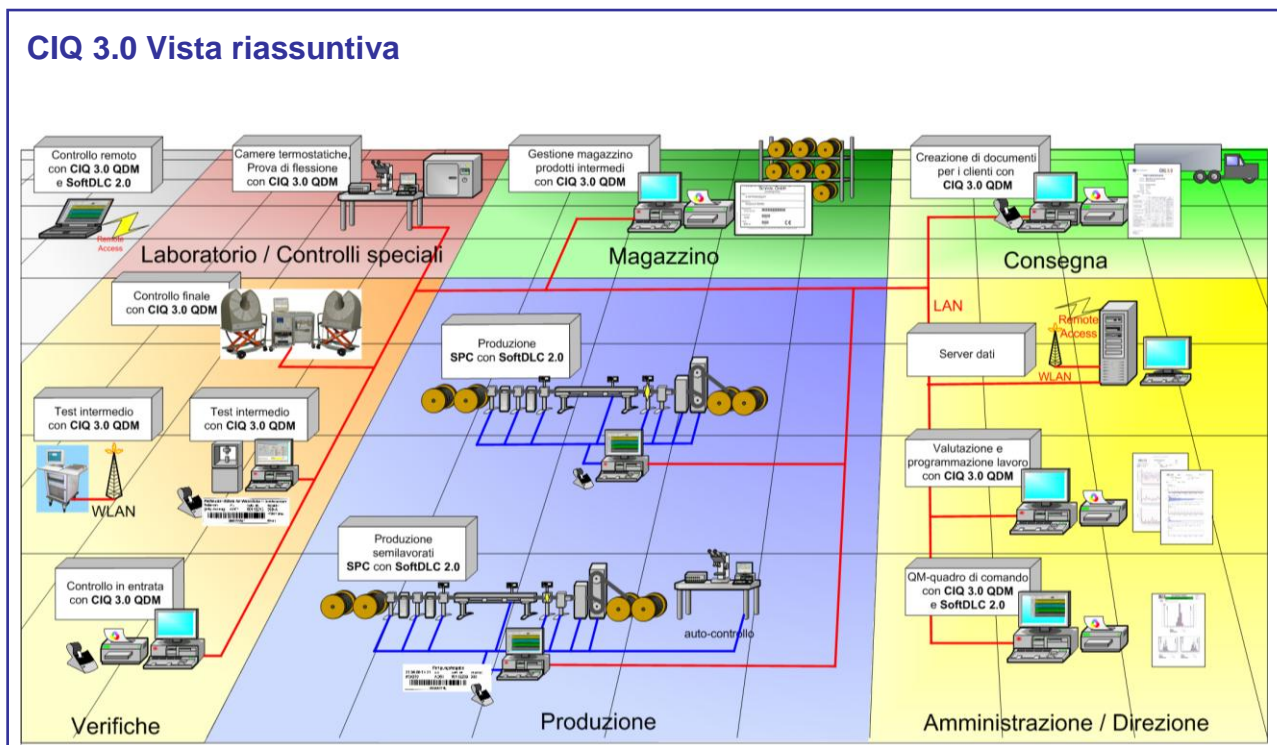 CIQ 3.0 Vista riassuntiva
Controllo remoto
con CIQ 3.0 QDM
e SoftDLC 2.0
Camere termostatiche,
Prova di flessione
con CIQ 3.0 QDM
Gestione magazzino
prodotti intermedi
con CIQ 3.0 QDM
Creazione di documenti
per i clienti con
CIQ 3.0 QDM
Remote
Access
Laboratorio / Controlli speciali
Magazzino
Consegna
Controllo finale
con CIQ 3.0 QDM
LAN
Produzione
SPC con SoftDLC 2.0
Server dati
Remote
Access
WLAN
Test intermedio
con CIQ 3.0 QDM
Test intermedio
con CIQ 3.0 QDM
WLAN
Valutazione e
programmazione lavoro
con CIQ 3.0 QDM
Produzione
semilavorati
SPC con SoftDLC 2.0
auto-controllo
Controllo in entrata
con CIQ 3.0 QDM
QM-quadro di comando
con CIQ 3.0 QDM
e SoftDLC 2.0
Verifiche
Produzione
Amministrazione / Direzione